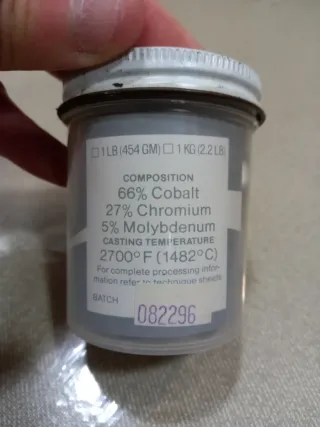 ☐ 1 LB (454 GM) ☐ 1 KG (2.2 LB)
COMPOSITION
66% Cobalt
27% Chromium
5% Molybdenum
CASTING TEMPERATURE
2700°F (1482°C)
For complete processing infor-
mation refer to technique sheets
BATCH
082296